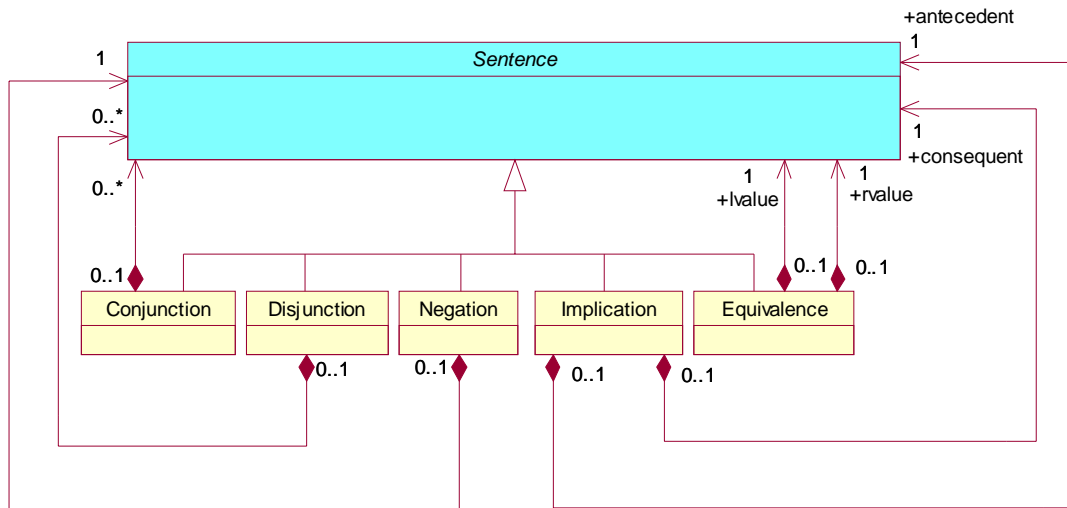 +antecedent
1
1
Sentence
0..*
1
+consequent
0..*
1
+lvalue
1
+rvalue
0..1
0..1
0..1
Conjunction
Disjunction
Negation
Implication
Equivalence
0..1
0..1
0..1
0..1